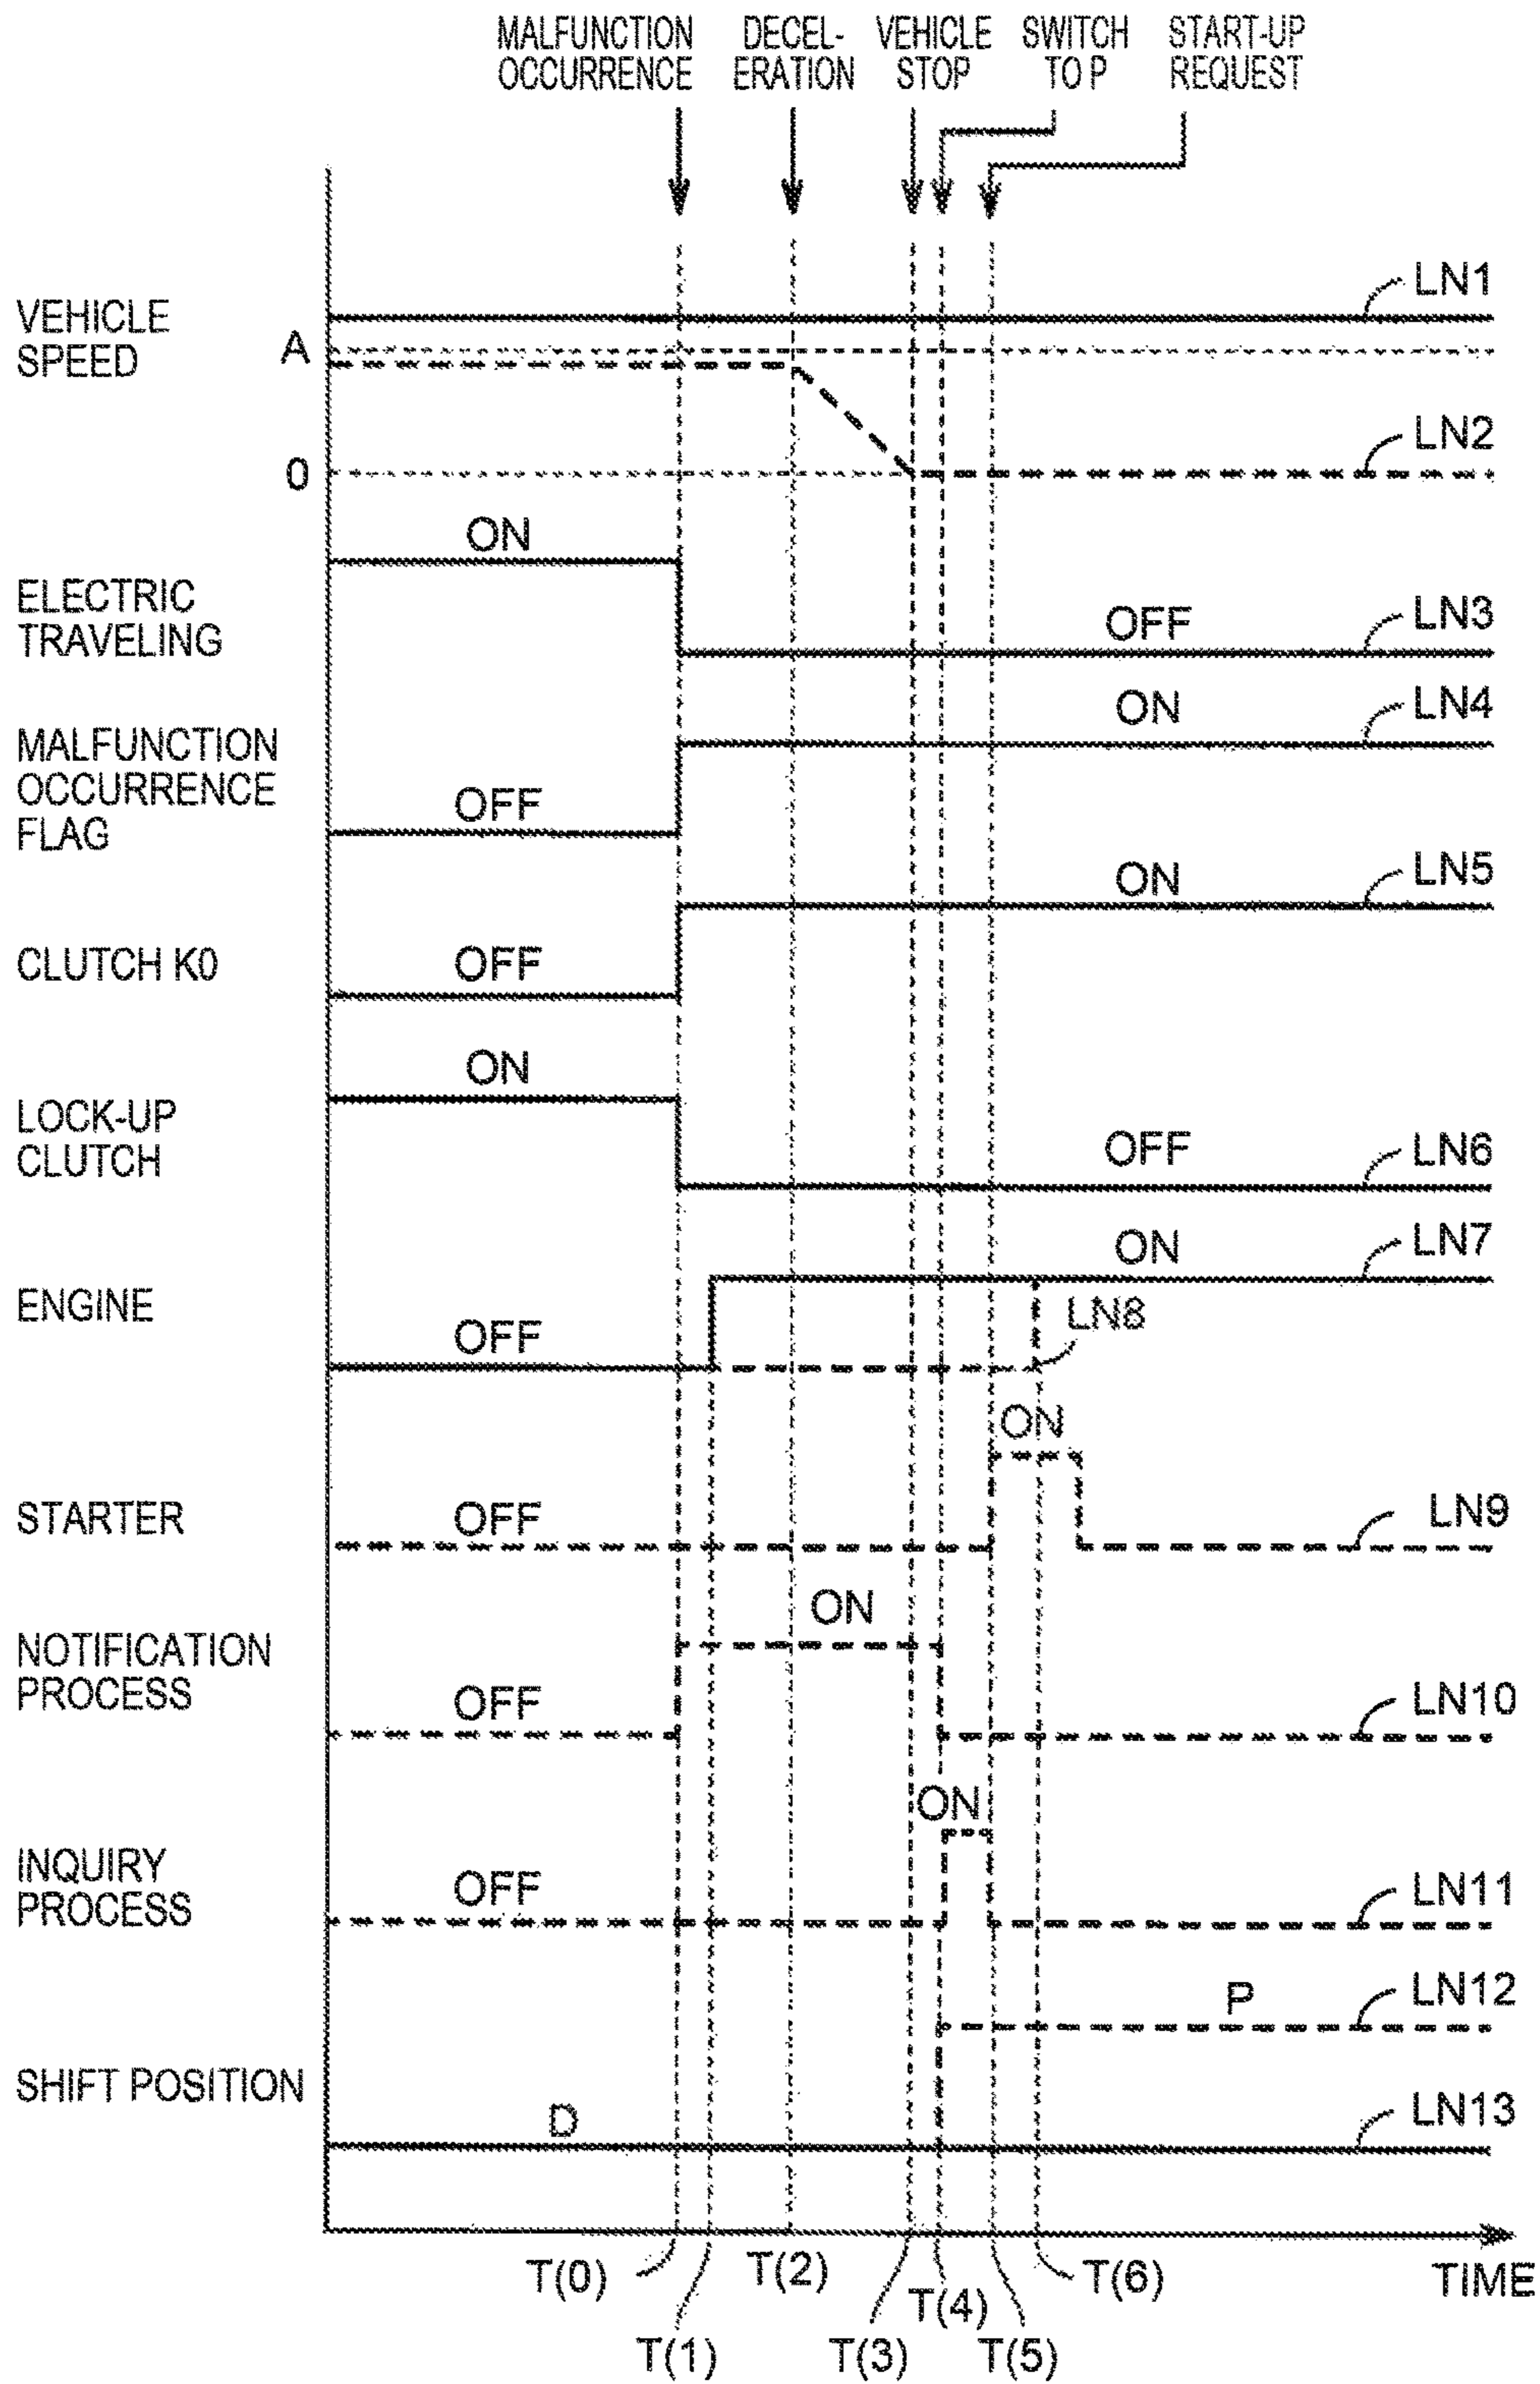 MALFUNCTION OCCURRENCE
DECEL-ERATION
VEHICLE STOP
SWITCH TO P
START-UP REQUEST
VEHICLE SPEED
A
0
LN1
LN2
ELECTRIC TRAVELING
ON
OFF
LN3
MALFUNCTION OCCURRENCE FLAG
OFF
ON
LN4
CLUTCH K0
OFF
ON
LN5
LOCK-UP CLUTCH
ON
OFF
LN6
ENGINE
OFF
ON
LN7
LN8
STARTER
OFF
ON
LN9
NOTIFICATION PROCESS
OFF
ON
LN10
INQUIRY PROCESS
OFF
ON
LN11
SHIFT POSITION
P
LN12
D
LN13
T(0)
T(1)
T(2)
T(3)
T(4)
T(5)
T(6)
TIME